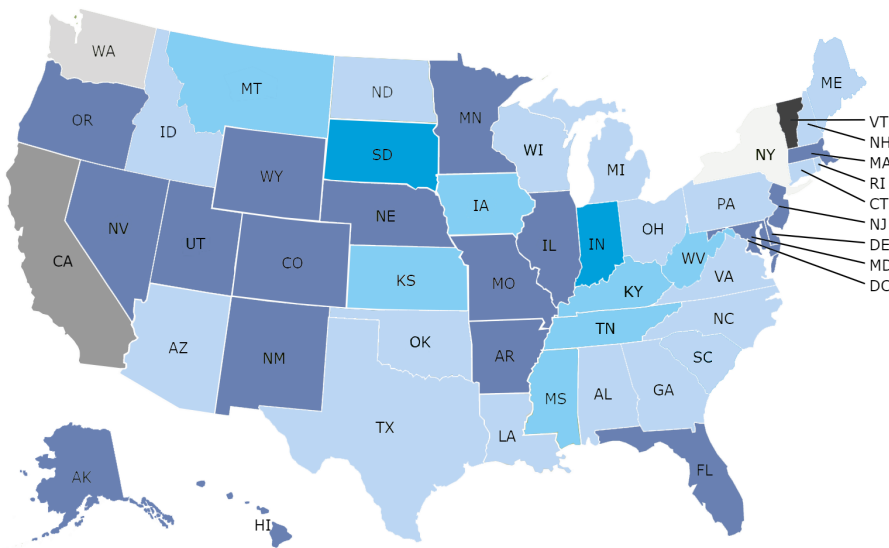 WA
MT
ND
MN
ME
OR
ID
VT
NH
WI
SD
NY
MA
MI
WY
RI
CT
PA
IA
NE
NJ
OH
NV
UT
IL
IN
DE
WV
CO
CA
MD
VA
KS
MO
KY
DC
NC
TN
AZ
OK
NM
AR
SC
MS
AL
GA
TX
LA
FL
AK
HI